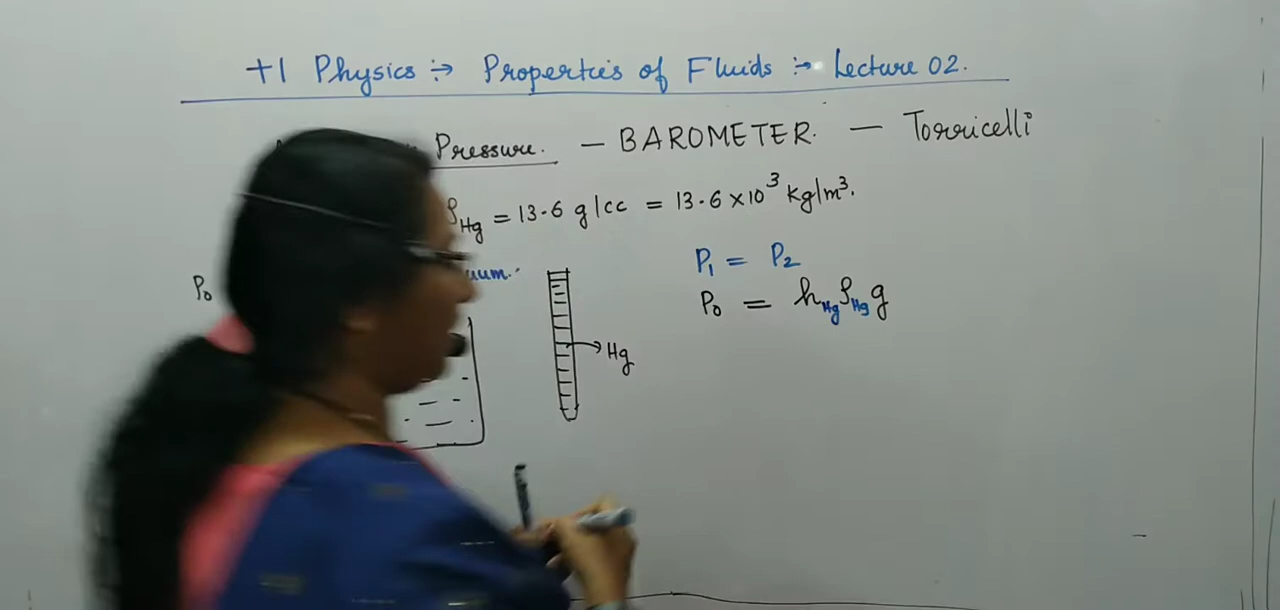 +1 Physics :→ Properties of Fluids :→ Lecture 02.
Pressure. — BAROMETER. — Torricelli
ρHg = 13.6 g/cc = 13.6 × 10³ kg/m³.
P₁ = P₂
P₀
P₀ = hHg ρHg g
Hg